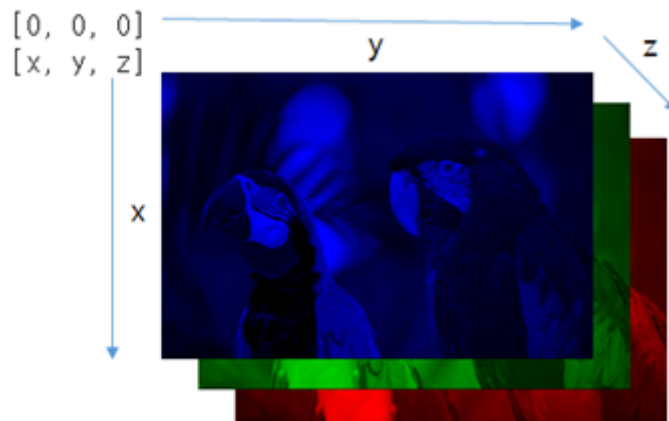 [0, 0, 0]
[x, y, z]
y
z
x